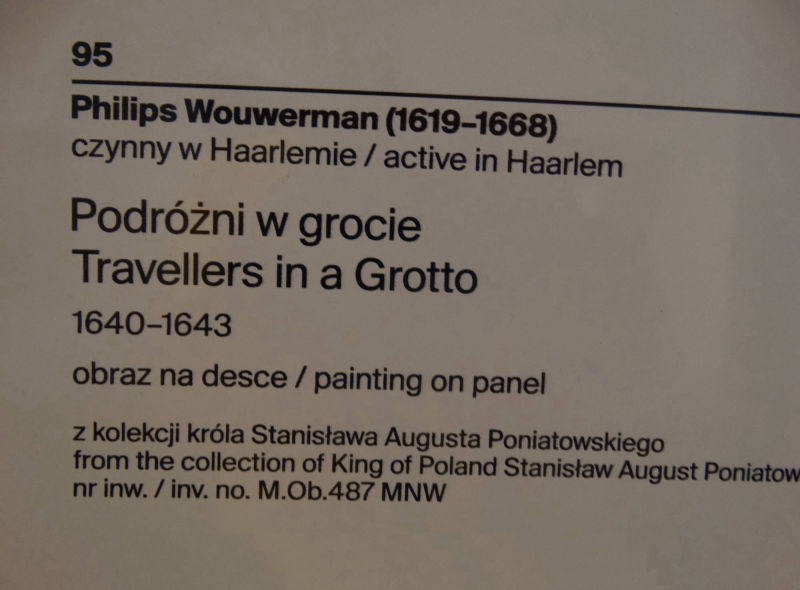 95
Philips Wouwerman (1619–1668)
czynny w Haarlemie / active in Haarlem
Podróżni w grocie
Travellers in a Grotto
1640–1643
obraz na desce / painting on panel
z kolekcji króla Stanisława Augusta Poniatowskiego
from the collection of King of Poland Stanisław August Poniatow
nr inw. / inv. no. M.Ob.487 MNW